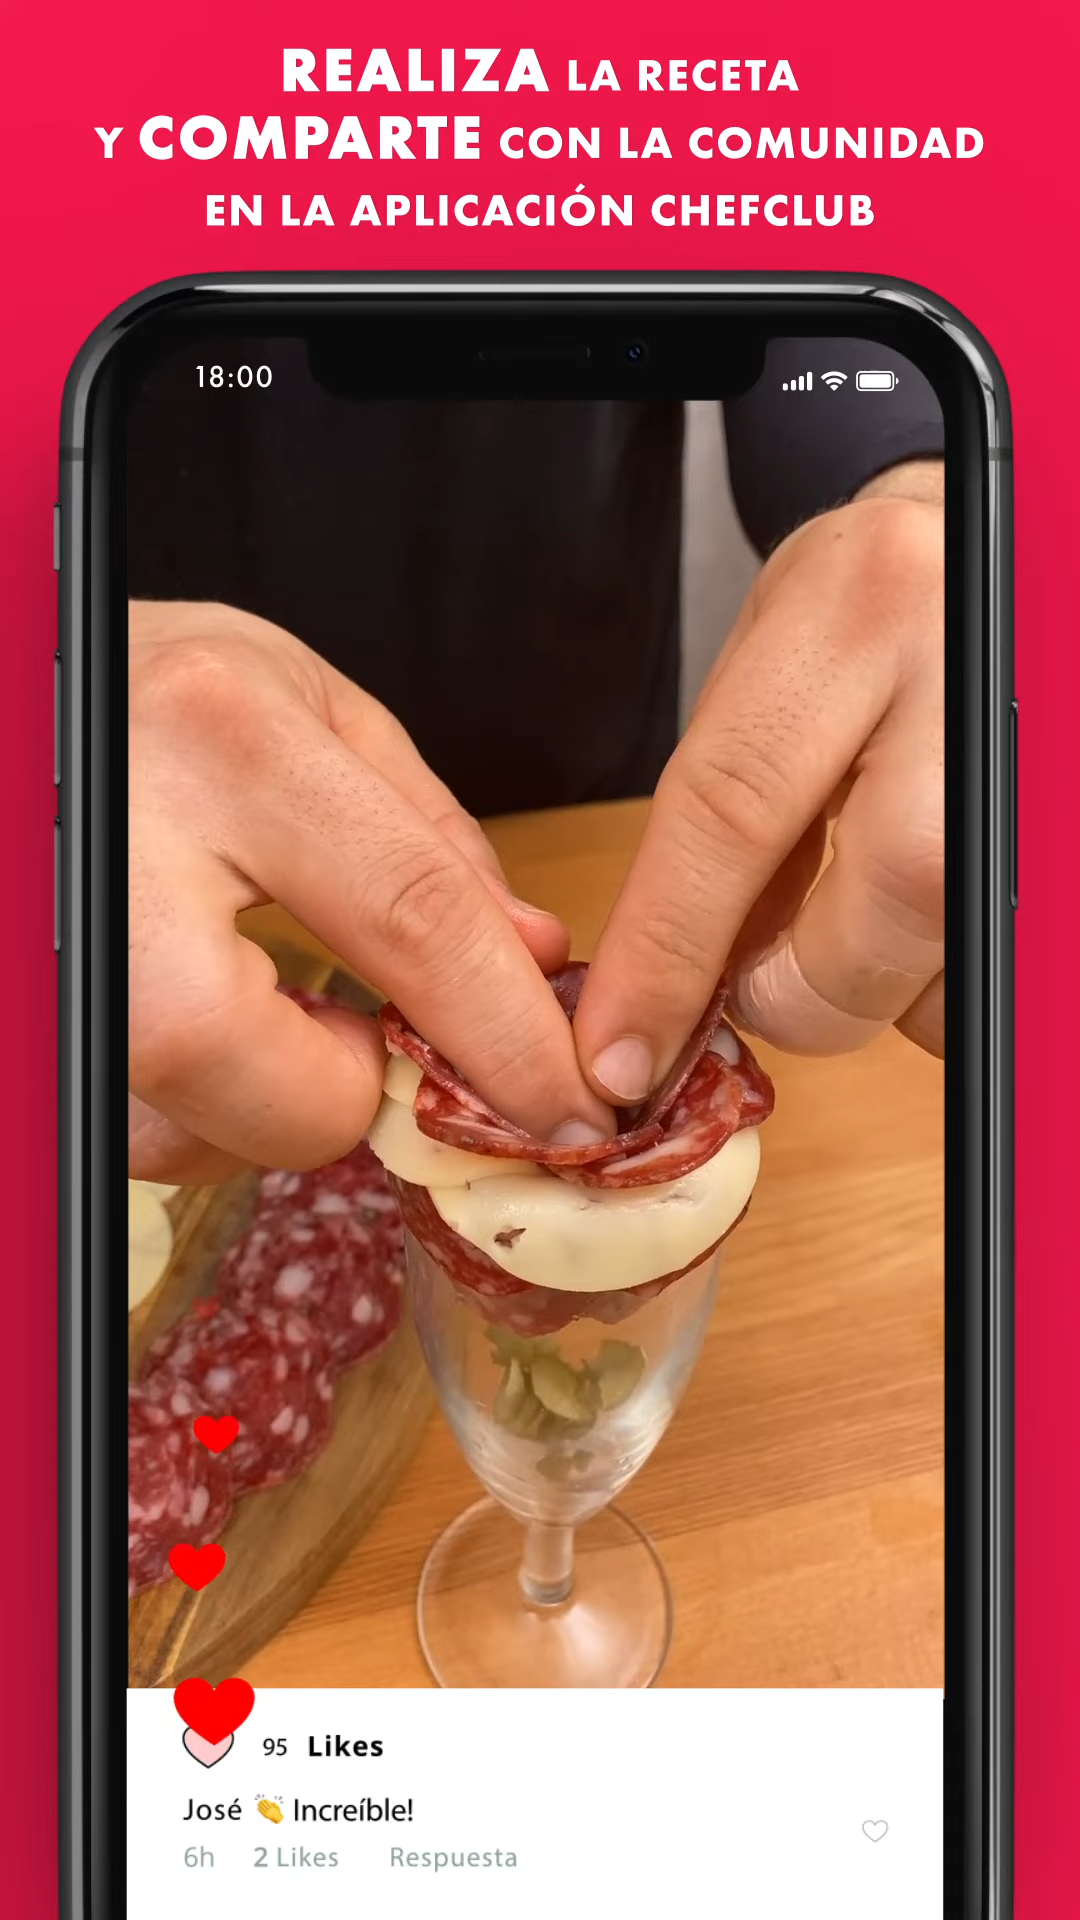 REALIZA LA RECETA
Y COMPARTE CON LA COMUNIDAD
EN LA APLICACIÓN CHEFCLUB
18:00
95 Likes
José 👏 Increíble!
6h 2 Likes Respuesta